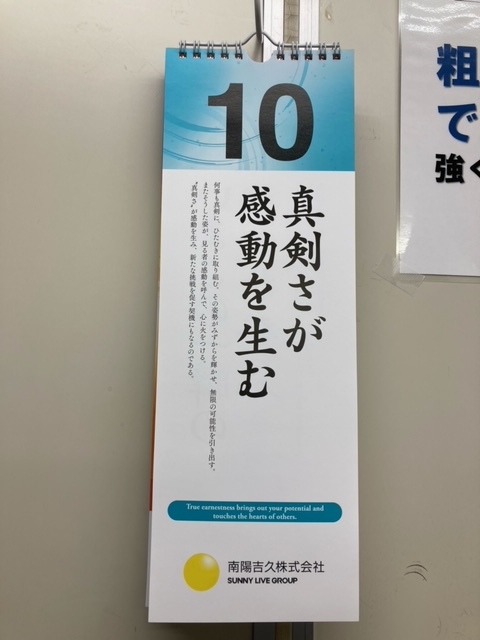 10
真剣さが
感動を生む
何事も真剣に、ひたむきに取り組む。その姿勢がみずからを輝かせ、無限の可能性を引き出す。
またそうした姿が、見る者の感動を呼んで、心に火をつける。
“真剣さ”が感動を生み、新たな挑戦を促す契機にもなるのである。
True earnestness brings out your potential and
touches the hearts of others.
南陽吉久株式会社
SUNNY LIVE GROUP
粗
で
強く